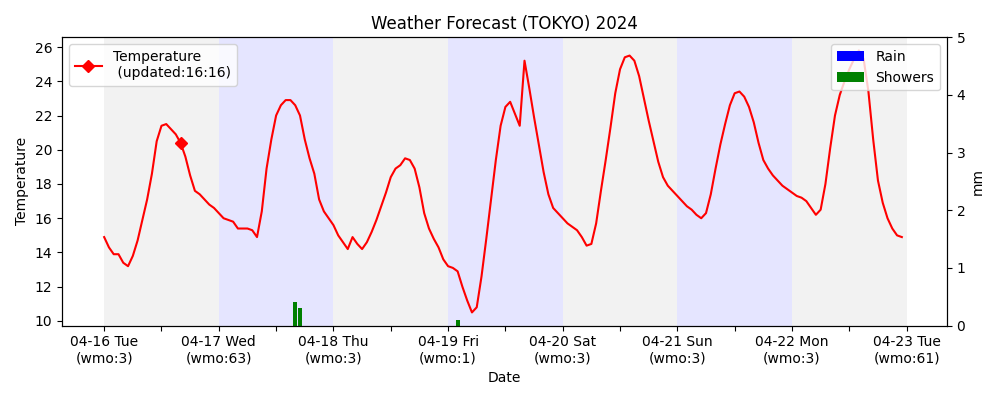 Weather Forecast (TOKYO) 2024
Temperature
(updated:16:16)
Rain
Showers
26
24
22
20
18
16
14
12
10
Temperature
5
4
3
2
1
0
mm
04-16 Tue
(wmo:3)
04-17 Wed
(wmo:63)
04-18 Thu
(wmo:3)
04-19 Fri
(wmo:1)
04-20 Sat
(wmo:3)
04-21 Sun
(wmo:3)
04-22 Mon
(wmo:3)
04-23 Tue
(wmo:61)
Date